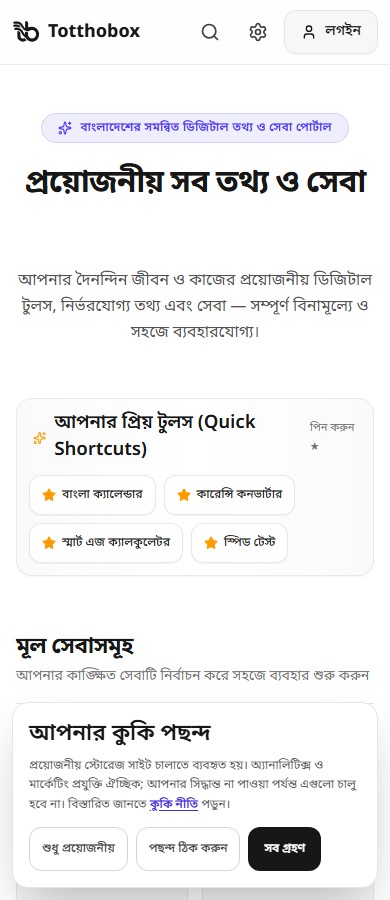 Totthobox
লগইন
বাংলাদেশের সমন্বিত ডিজিটাল তথ্য ও সেবা পোর্টাল
প্রয়োজনীয় সব তথ্য ও সেবা
আপনার দৈনন্দিন জীবন ও কাজের প্রয়োজনীয় ডিজিটাল
টুলস, নির্ভরযোগ্য তথ্য এবং সেবা — সম্পূর্ণ বিনামূল্যে ও
সহজে ব্যবহারযোগ্য।
আপনার প্রিয় টুলস (Quick
Shortcuts)
পিন করুন
★
বাংলা ক্যালেন্ডার
কারেন্সি কনভার্টার
স্মার্ট এজ ক্যালকুলেটর
স্পিড টেস্ট
মূল সেবাসমূহ
আপনার কাঙ্ক্ষিত সেবাটি নির্বাচন করে সহজে ব্যবহার শুরু করুন
আপনার কুকি পছন্দ
প্রয়োজনীয় স্টোরেজ সাইট চালাতে ব্যবহৃত হয়। অ্যানালিটিক্স ও
মার্কেটিং প্রযুক্তি ঐচ্ছিক; আপনার সিদ্ধান্ত না পাওয়া পর্যন্ত এগুলো চালু
হবে না। বিস্তারিত জানতে কুকি নীতি পড়ুন।
শুধু প্রয়োজনীয়
পছন্দ ঠিক করুন
সব গ্রহণ